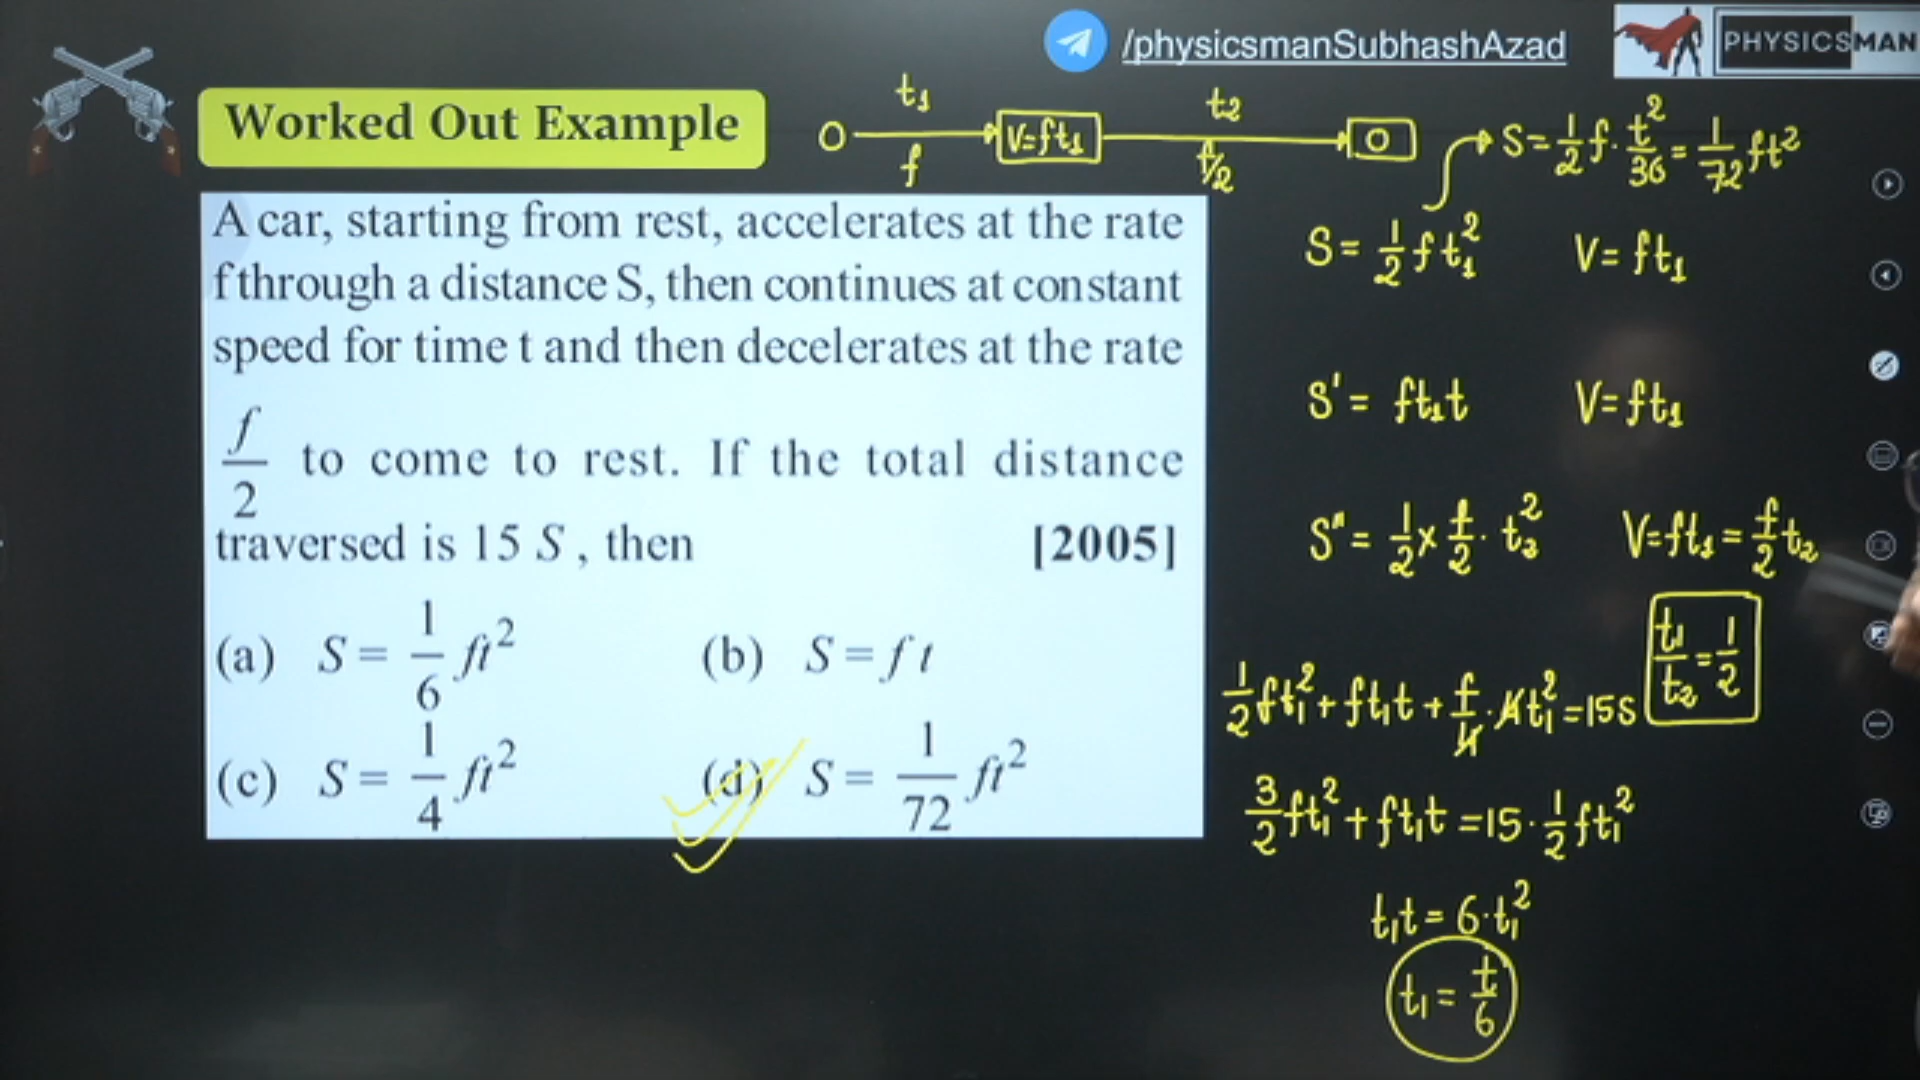 /physicsmanSubhashAzad
PHYSICSMAN
Worked Out Example
t₁ t₂
O f V=ft₁ f/2 O
S=1/2 f · t²/36 = 1/72 ft²
A car, starting from rest, accelerates at the rate
f through a distance S, then continues at constant
speed for time t and then decelerates at the rate
f/2 to come to rest. If the total distance
traversed is 15 S , then [2005]
(a) S = 1/6 ft² (b) S = f t
(c) S = 1/4 ft² (d) S = 1/72 ft²
S = 1/2 f t₁² V= ft₁
S' = ft₁t V=ft₁
S" = 1/2 x f/2 · t₂² V=ft₁ = f/2 t₂
t₁/t₂ = 1/2
1/2 ft₁² + ft₁t + f/4 · 4t₁² = 15s
3/2 ft₁² + ft₁t = 15 · 1/2 ft₁²
t₁t = 6·t₁²
t₁ = t/6